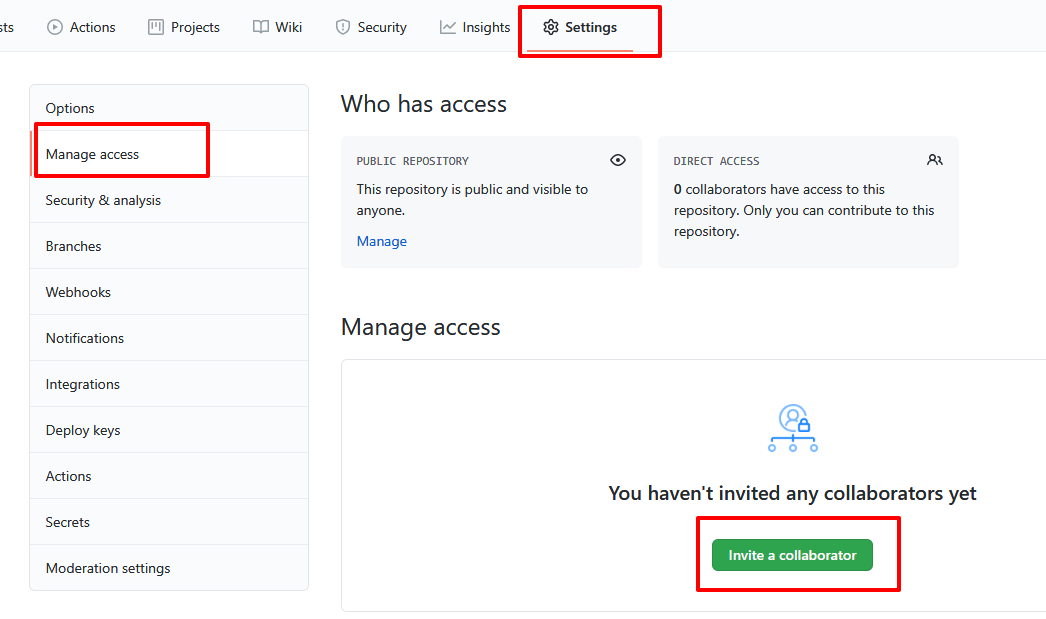 sts
Actions
Projects
Wiki
Security
Insights
Settings
Options
Manage access
Security & analysis
Branches
Webhooks
Notifications
Integrations
Deploy keys
Actions
Secrets
Moderation settings
Who has access
PUBLIC REPOSITORY
This repository is public and visible to
anyone.
Manage
DIRECT ACCESS
0 collaborators have access to this
repository. Only you can contribute to this
repository.
Manage access
You haven't invited any collaborators yet
Invite a collaborator